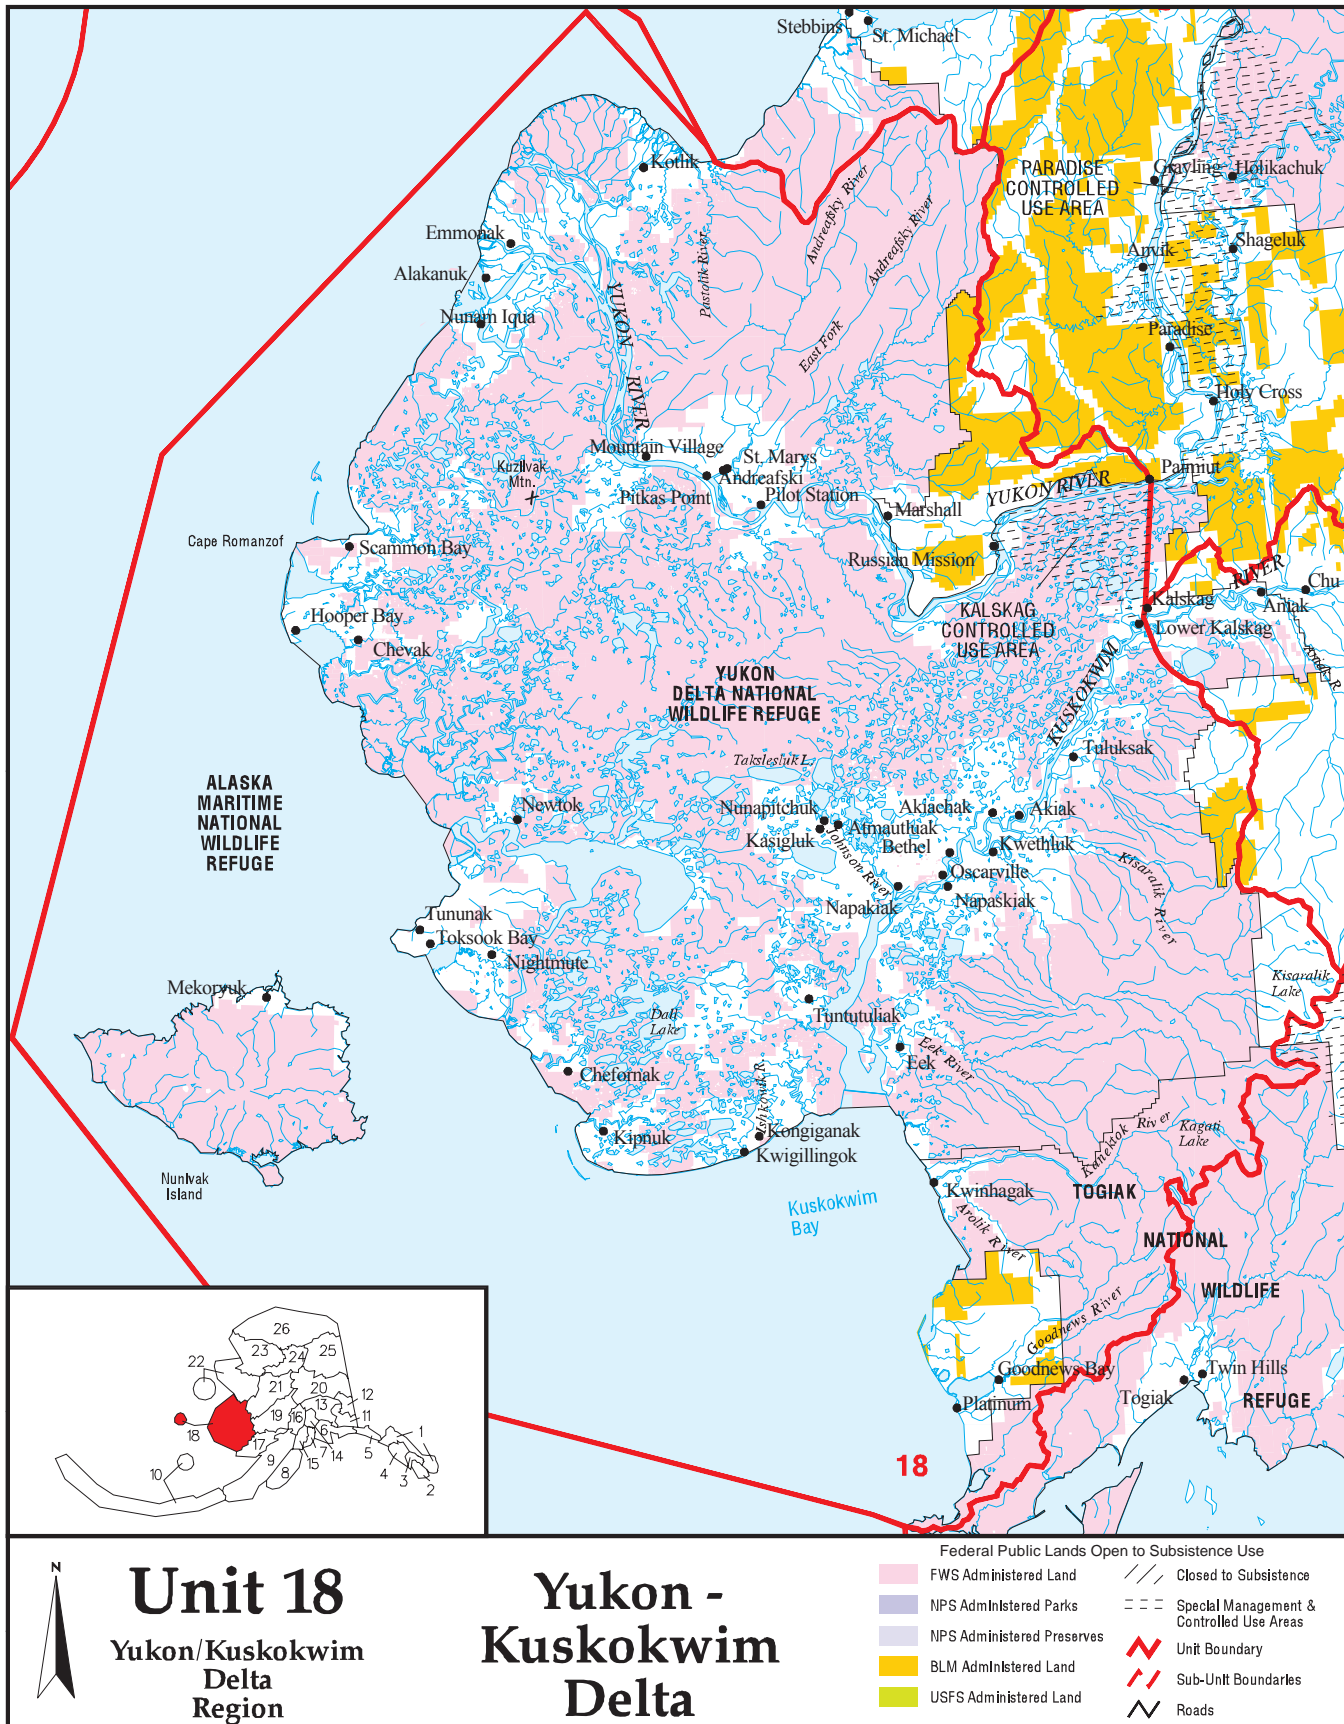 Stebbins
St. Michael
Kotlik
PARADISE
CONTROLLED
USE AREA
Grayling
Holikachuk
Andreafsky River
Andreafsky River
East Fork
Pastolik River
Emmonak
Alakanuk
Nunam Iqua
Anvik
Shageluk
Paradise
Holy Cross
YUKON
RIVER
Mountain Village
St. Marys
Andreafski
Pitkas Point
Pilot Station
Kuzilvak
Mtn.
Marshall
YUKON RIVER
Paimiut
Russian Mission
Cape Romanzof
Scammon Bay
Hooper Bay
Chevak
KALSKAG
CONTROLLED
USE AREA
Kalskag
Lower Kalskag
RIVER
Chu
Aniak
Aniak R.
KUSKOKWIM
YUKON
DELTA NATIONAL
WILDLIFE REFUGE
Tuluksak
Takslesluk L.
ALASKA
MARITIME
NATIONAL
WILDLIFE
REFUGE
Newtok
Nunapitchuk
Kasigluk
Atmautluak
Akiachak
Akiak
Bethel
Kwethluk
Johnson River
Oscarville
Napakiak
Napaskiak
Kisaralik River
Tununak
Toksook Bay
Nightmute
Mekoryuk
Kisaralik
Lake
Dall
Lake
Tuntutuliak
Eek
Eek River
Chefornak
Ishkowik R.
Kipnuk
Kongiganak
Kwigillingok
Kanektok River
Kagati
Lake
Nunivak
Island
Kuskokwim
Bay
Kwinhagak
Arolik River
TOGIAK
NATIONAL
WILDLIFE
REFUGE
Goodnews River
Goodnews Bay
Platinum
Togiak
Twin Hills
18
26
23
24
25
22
21
20
12
13
11
19
16
18
17
6
7
14
5
1
9
15
8
10
4
3
2
N
Unit 18
Yukon/Kuskokwim
Delta
Region
Yukon -
Kuskokwim
Delta
Federal Public Lands Open to Subsistence Use
FWS Administered Land
NPS Administered Parks
NPS Administered Preserves
BLM Administered Land
USFS Administered Land
Closed to Subsistence
Special Management &
Controlled Use Areas
Unit Boundary
Sub-Unit Boundaries
Roads